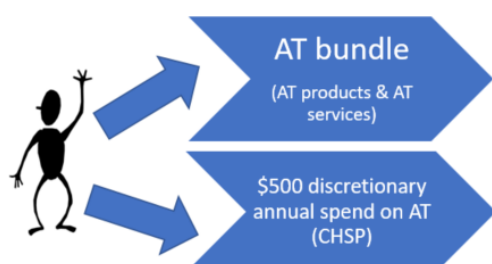 AT bundle
(AT products & AT
services)
$500 discretionary
annual spend on AT
(CHSP)